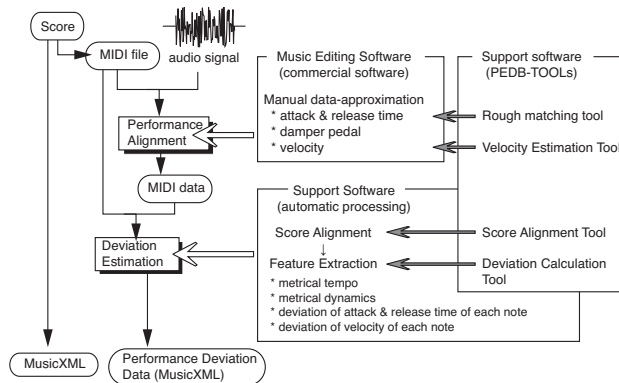 Score
MIDI file
audio signal
Music Editing Software
(commercial software)
Manual data-approximation
* attack & release time
* damper pedal
* velocity
Support software
(PEDB-TOOLs)
Rough matching tool
Velocity Estimation Tool
Performance
Alignment
MIDI data
Support Software
(automatic processing)
Score Alignment
↓
Feature Extraction
* metrical tempo
* metrical dynamics
* deviation of attack & release time of each note
* deviation of velocity of each note
Score Alignment Tool
Deviation Calculation
Tool
Deviation
Estimation
MusicXML
Performance Deviation
Data (MusicXML)